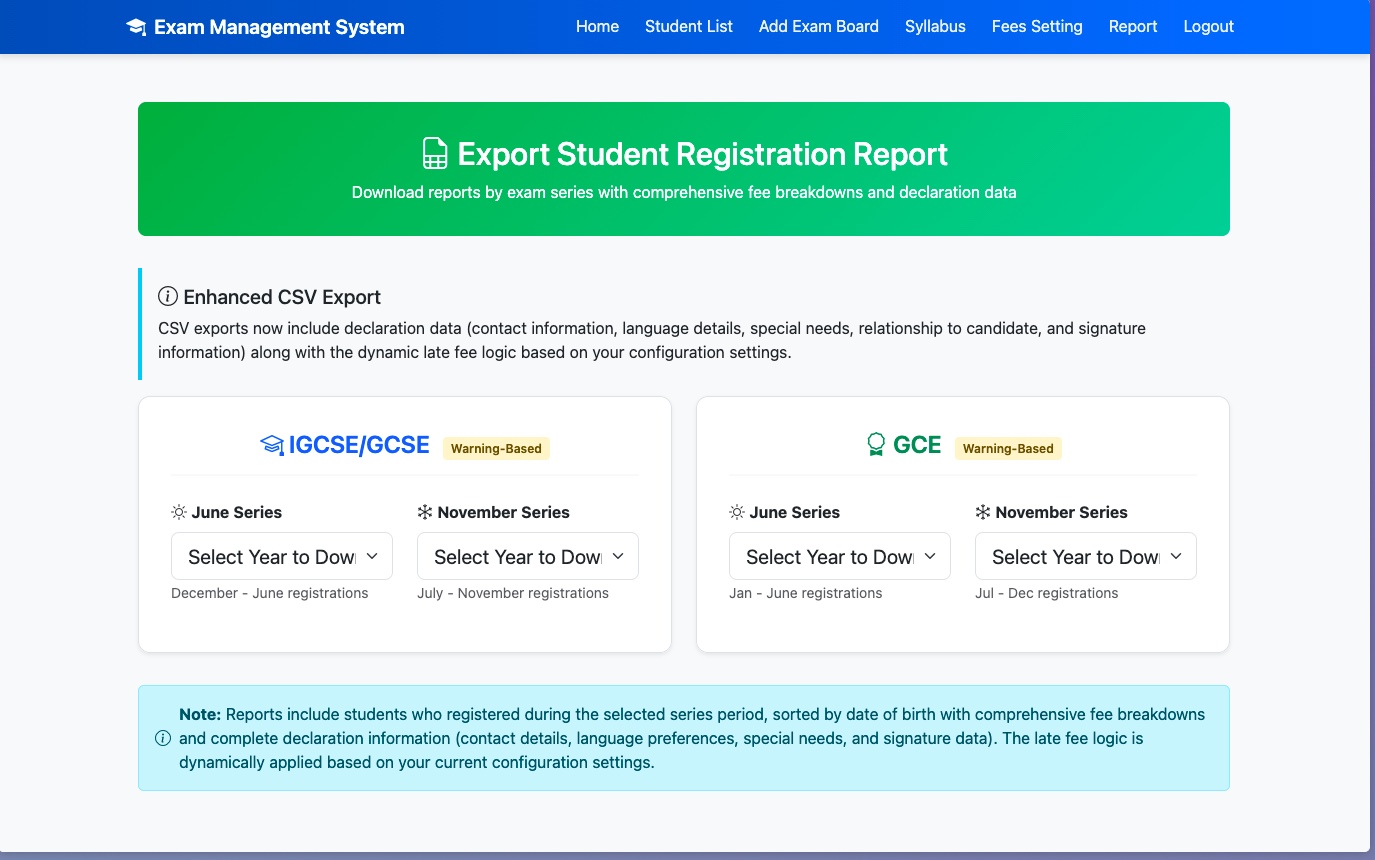 Exam Management System
Home Student List Add Exam Board Syllabus Fees Setting Report Logout
Export Student Registration Report
Download reports by exam series with comprehensive fee breakdowns and declaration data
Enhanced CSV Export
CSV exports now include declaration data (contact information, language details, special needs, relationship to candidate, and signature
information) along with the dynamic late fee logic based on your configuration settings.
IGCSE/GCSE Warning-Based
June Series
Select Year to Dow
December - June registrations
November Series
Select Year to Dow
July - November registrations
GCE Warning-Based
June Series
Select Year to Dow
Jan - June registrations
November Series
Select Year to Dow
Jul - Dec registrations
Note: Reports include students who registered during the selected series period, sorted by date of birth with comprehensive fee breakdowns
and complete declaration information (contact details, language preferences, special needs, and signature data). The late fee logic is
dynamically applied based on your current configuration settings.